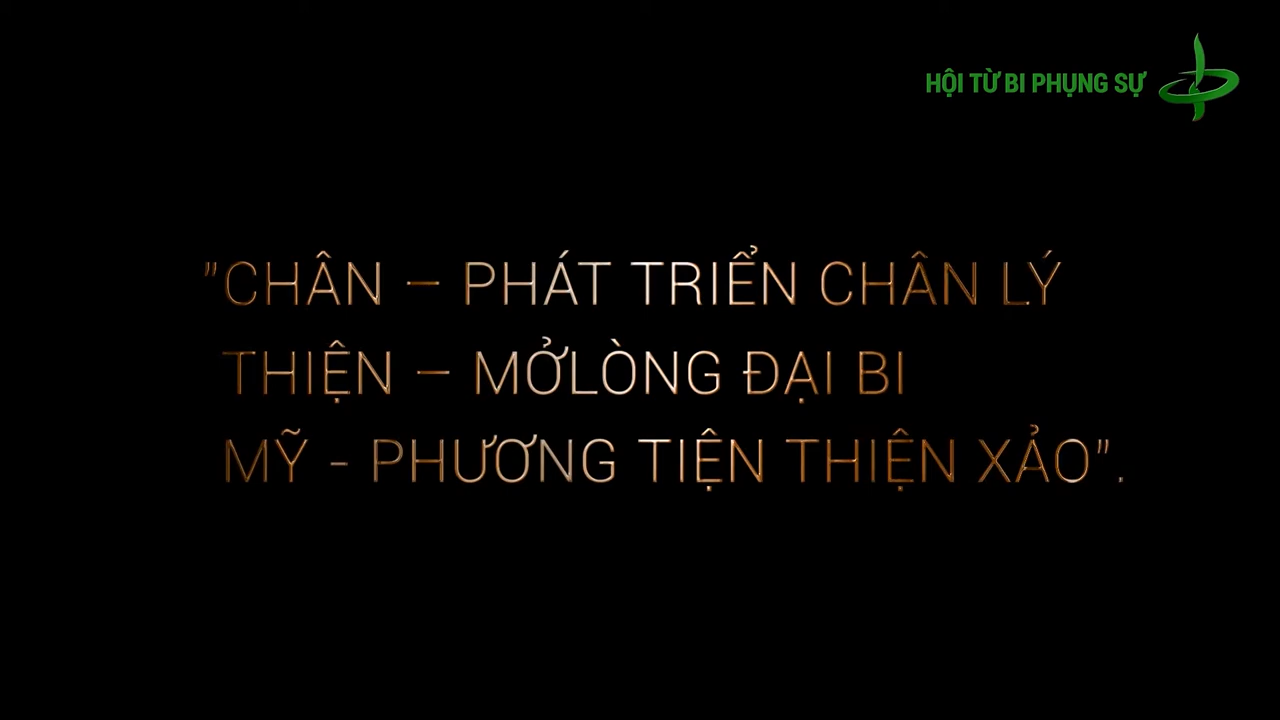 HỘI TỪ BI PHỤNG SỰ
"CHÂN – PHÁT TRIỂN CHÂN LÝ
THIỆN – MỞLÒNG ĐẠI BI
MỸ - PHƯƠNG TIỆN THIỆN XẢO".